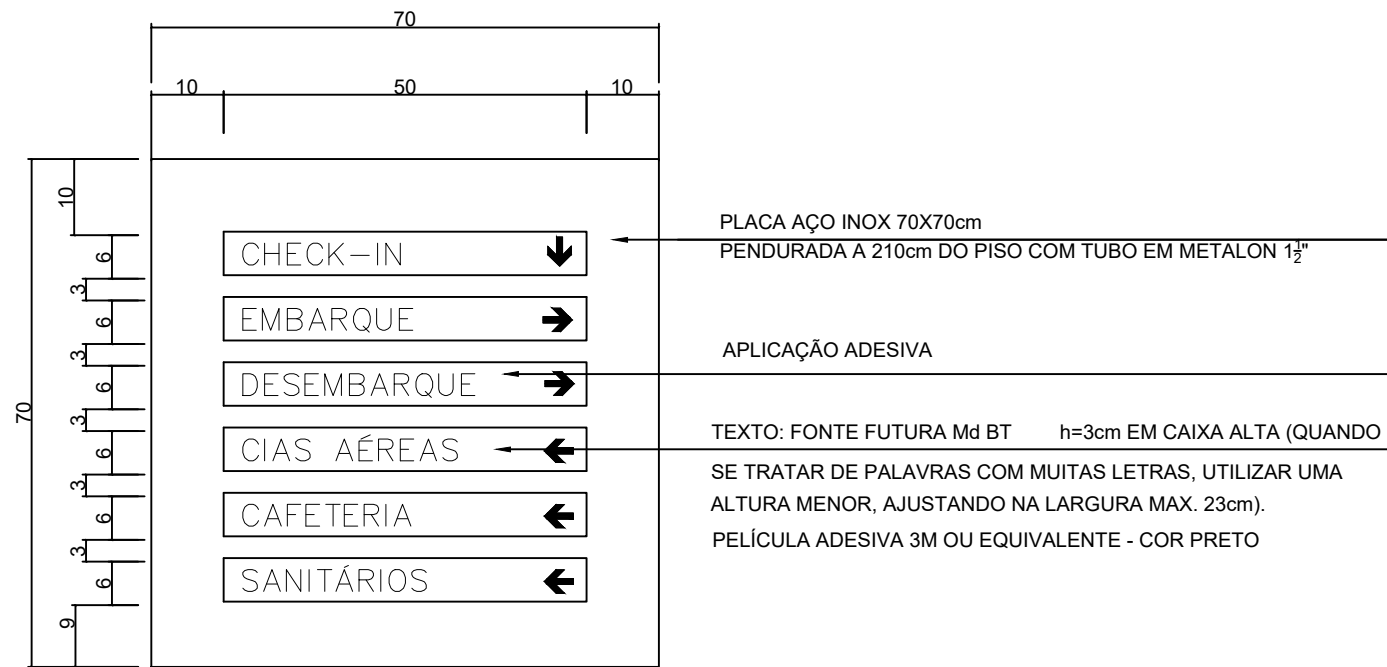 70
10 50 10
10
6
3
6
3
6
3
6
3
6
3
6
9
70
CHECK-IN
EMBARQUE
DESEMBARQUE
CIAS AÉREAS
CAFETERIA
SANITÁRIOS
PLACA AÇO INOX 70X70cm
PENDURADA A 210cm DO PISO COM TUBO EM METALON 1½"
APLICAÇÃO ADESIVA
TEXTO: FONTE FUTURA Md BT h=3cm EM CAIXA ALTA (QUANDO
SE TRATAR DE PALAVRAS COM MUITAS LETRAS, UTILIZAR UMA
ALTURA MENOR, AJUSTANDO NA LARGURA MAX. 23cm).
PELÍCULA ADESIVA 3M OU EQUIVALENTE - COR PRETO